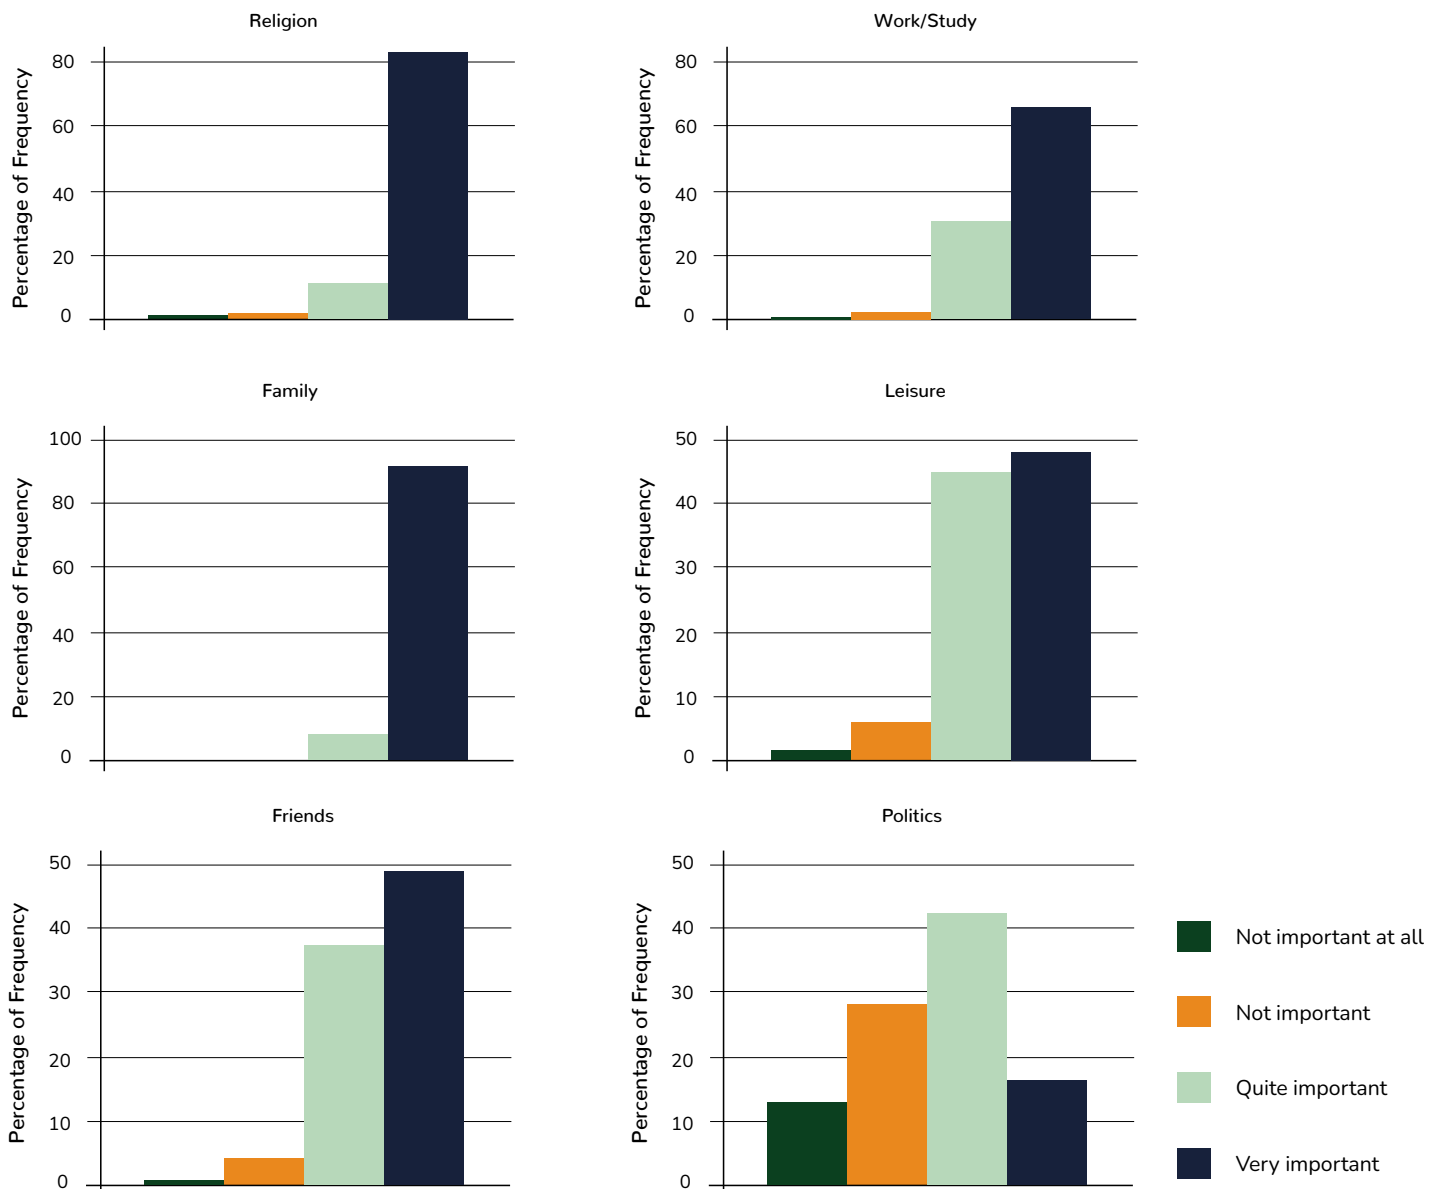 Religion
Percentage of Frequency
80
60
40
20
0
Work/Study
Percentage of Frequency
80
60
40
20
0
Family
Percentage of Frequency
100
80
60
40
20
0
Leisure
Percentage of Frequency
50
40
30
20
10
0
Friends
Percentage of Frequency
50
40
30
20
10
0
Politics
Percentage of Frequency
50
40
30
20
10
0
Not important at all
Not important
Quite important
Very important